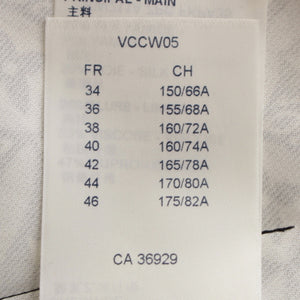 PRINCIPAL - MAIN
主料
VCCW05
FR CH
34 150/66A
36 155/68A
38 160/72A
40 160/74A
42 165/78A
44 170/80A
46 175/82A
CA 36929